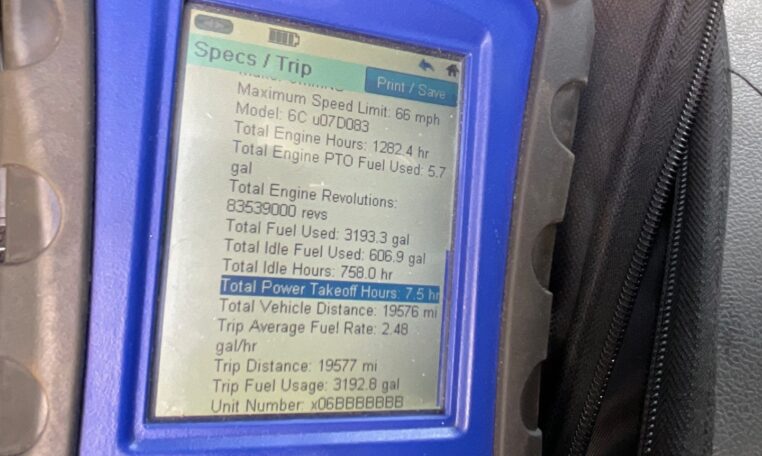 Specs / Trip
Print / Save
Maximum Speed Limit: 66 mph
Model: 6C u07D083
Total Engine Hours: 1282.4 hr
Total Engine PTO Fuel Used: 5.7
gal
Total Engine Revolutions:
83539000 revs
Total Fuel Used: 3193.3 gal
Total Idle Fuel Used: 606.9 gal
Total Idle Hours: 758.0 hr
Total Power Takeoff Hours: 7.5 hr
Total Vehicle Distance: 19576 mi
Trip Average Fuel Rate: 2.48
gal/hr
Trip Distance: 19577 mi
Trip Fuel Usage: 3192.8 gal
Unit Number: x06BBBBBBB